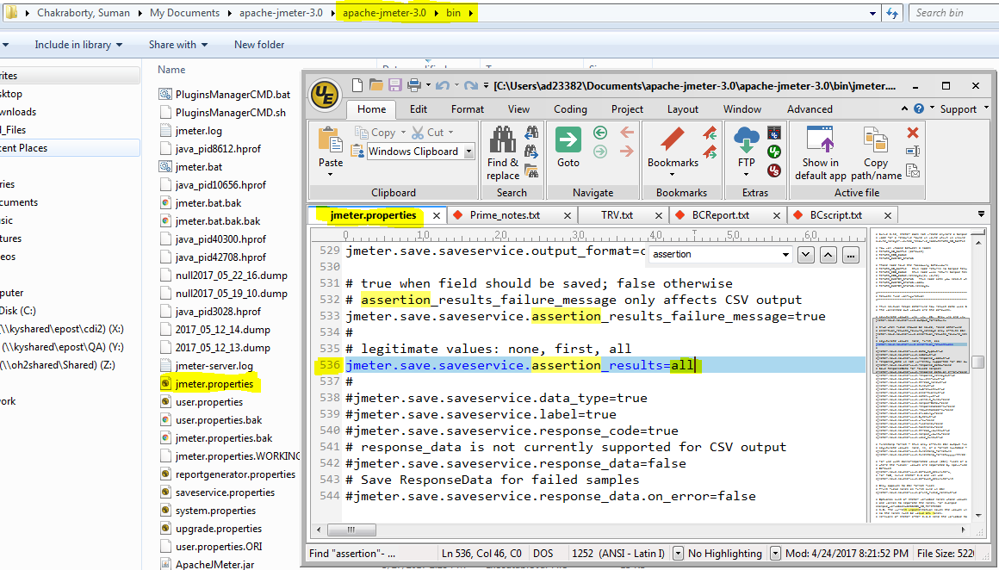 Chakraborty, Suman
My Documents
apache-jmeter-3.0
apache-jmeter-3.0
bin
Search bin
Include in library
Share with
New folder
rites
sktop
wnloads
l_Files
cent Places
ries
cuments
sic
tures
eos
puter
Disk (C:)
(\\kyshared\epost\cdi2) (X:)
(\\kyshared\epost\QA) (Y:)
(\\oh2shared\Shared) (Z:)
work
Name
PluginsManagerCMD.bat
PluginsManagerCMD.sh
jmeter.log
java_pid8612.hprof
jmeter.bat
java_pid10656.hprof
jmeter.bat.bak
jmeter.bat.bak.bak
java_pid40300.hprof
java_pid42708.hprof
null2017_05_22_16.dump
null2017_05_19_10.dump
java_pid3028.hprof
2017_05_12_14.dump
2017_05_12_13.dump
jmeter-server.log
jmeter.properties
user.properties
user.properties.bak
jmeter.properties.bak
jmeter.properties.WORKING
reportgenerator.properties
saveservice.properties
system.properties
upgrade.properties
user.properties.ORI
ApacheJMeter.jar
UE
[C:\Users\ad23382\Documents\apache-jmeter-3.0\apache-jmeter-3.0\bin\jmeter....
Home
Edit
Format
View
Coding
Project
Layout
Window
Advanced
Support
Paste
Copy
Cut
Windows Clipboard
Clipboard
Find &
replace
Search
Goto
Navigate
Bookmarks
Bookmarks
FTP
Extras
Show in
default app
Copy
path/name
Active file
jmeter.properties
Prime_notes.txt
TRV.txt
BCReport.txt
BCscript.txt
0 10 20 30 40 50 60
assertion
529 jmeter.save.saveservice.output_format=c
530
531 # true when field should be saved; false otherwise
532 # assertion_results_failure_message only affects CSV output
533 jmeter.save.saveservice.assertion_results_failure_message=true
534 #
535 # legitimate values: none, first, all
536 jmeter.save.saveservice.assertion_results=all
537 #
538 #jmeter.save.saveservice.data_type=true
539 #jmeter.save.saveservice.label=true
540 #jmeter.save.saveservice.response_code=true
541 # response_data is not currently supported for CSV output
542 #jmeter.save.saveservice.response_data=false
543 # Save ResponseData for failed samples
544 #jmeter.save.saveservice.response_data.on_error=false
Find "assertion"- ...
Ln 536, Col 46, C0
DOS
1252 (ANSI - Latin I)
No Highlighting
Mod: 4/24/2017 8:21:52 PM
File Size: 522